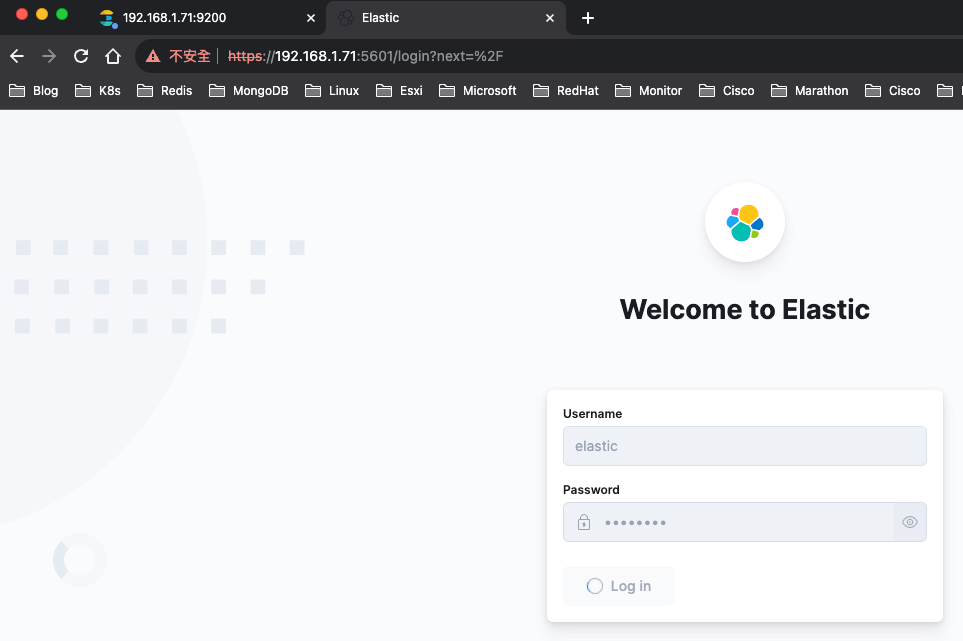 192.168.1.71:9200
Elastic
不安全 https://192.168.1.71:5601/login?next=%2F
Blog K8s Redis MongoDB Linux Esxi Microsoft RedHat Monitor Cisco Marathon Cisco
Welcome to Elastic
Username
elastic
Password
••••••••
Log in